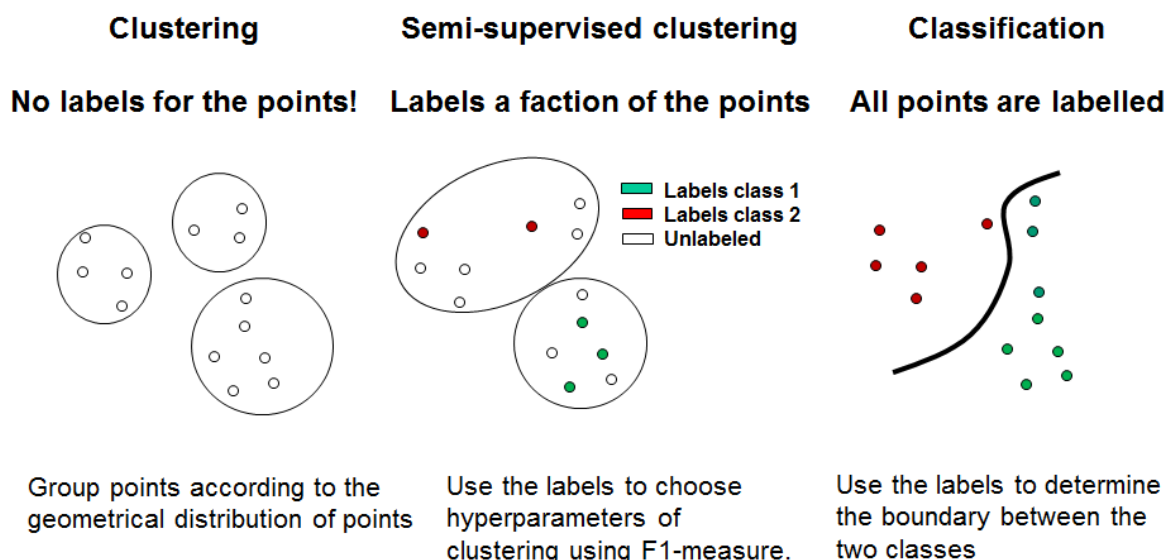 Clustering
No labels for the points!
Group points according to the
geometrical distribution of points
Semi-supervised clustering
Labels a faction of the points
Labels class 1
Labels class 2
Unlabeled
Use the labels to choose
hyperparameters of
clustering using F1-measure.
Classification
All points are labelled
Use the labels to determine
the boundary between the
two classes